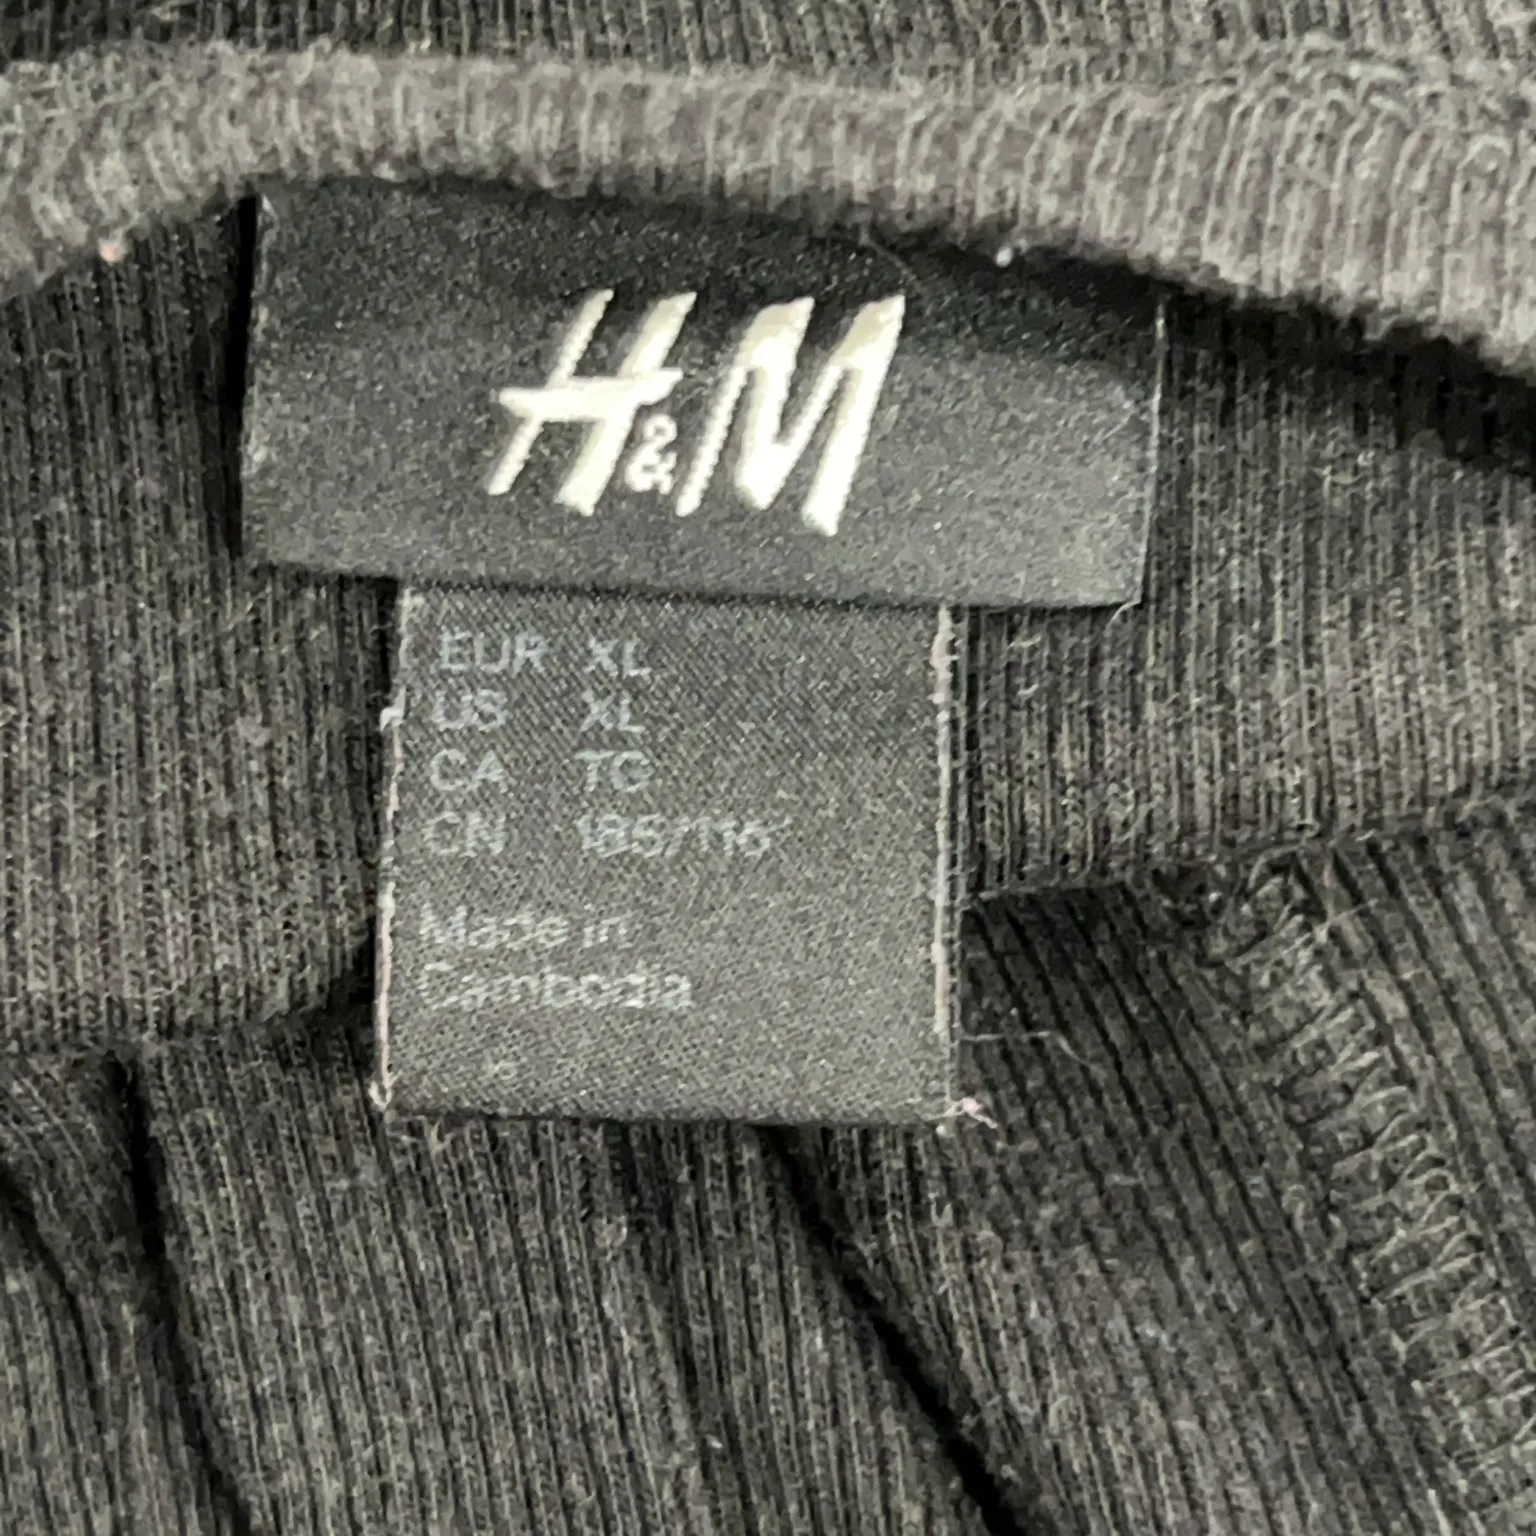 H&M
EUR XL
US XL
CA TG
CN 185/116
Made in
Cambodia